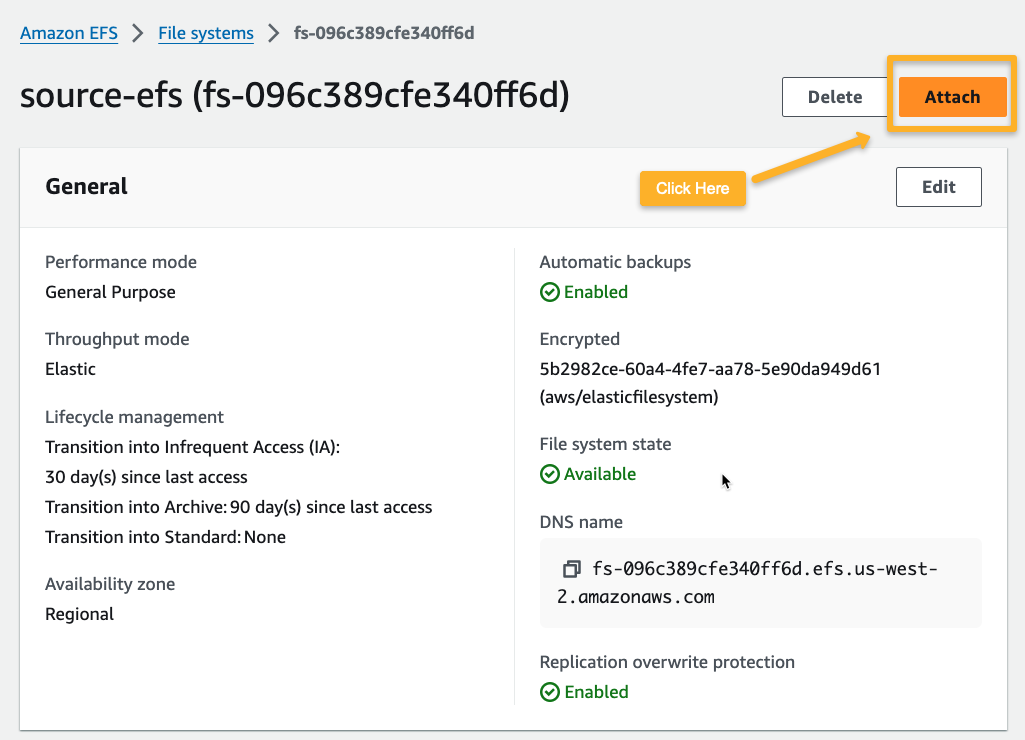 Amazon EFS > File systems > fs-096c389cfe340ff6d
source-efs (fs-096c389cfe340ff6d)
Delete
Attach
General
Click Here
Edit
Performance mode
General Purpose
Throughput mode
Elastic
Lifecycle management
Transition into Infrequent Access (IA):
30 day(s) since last access
Transition into Archive: 90 day(s) since last access
Transition into Standard: None
Availability zone
Regional
Automatic backups
Enabled
Encrypted
5b2982ce-60a4-4fe7-aa78-5e90da949d61
(aws/elasticfilesystem)
File system state
Available
DNS name
fs-096c389cfe340ff6d.efs.us-west-
2.amazonaws.com
Replication overwrite protection
Enabled